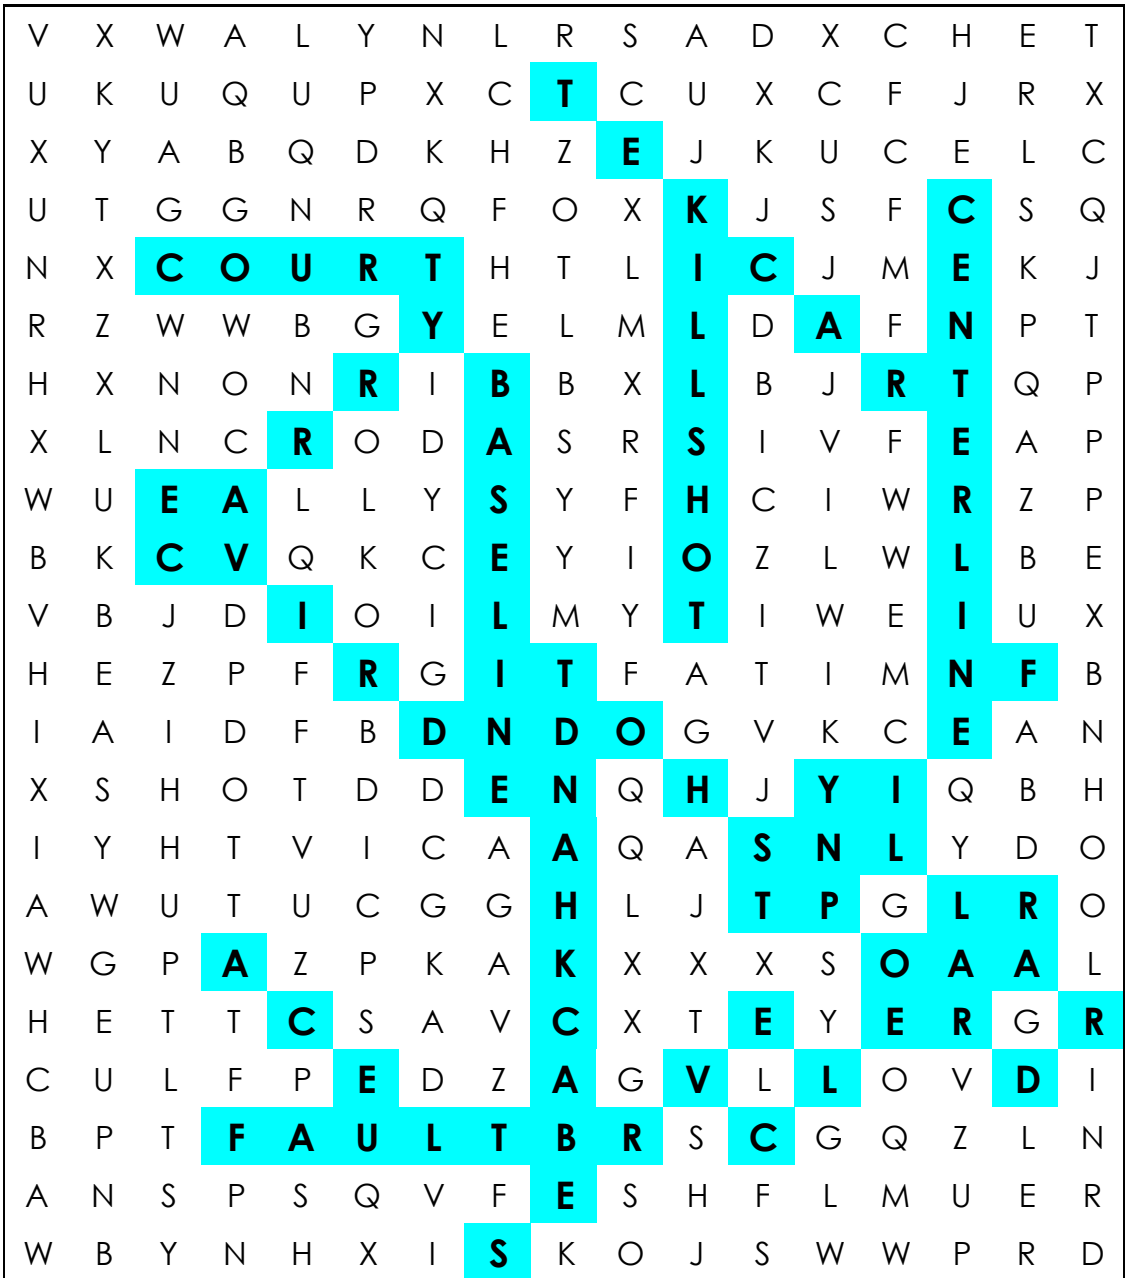 V X W A L Y N L R S A D X C H E T
U K U Q U P X C T C U X C F J R X
X Y A B Q D K H Z E J K U C E L C
U T G G N R Q F O X K J S F C S Q
N X C O U R T H T L I C J M E K J
R Z W W B G Y E L M L D A F N P T
H X N O N R I B B X L B J R T Q P
X L N C R O D A S R S I V F E A P
W U E A L L Y S Y F H C I W R Z P
B K C V Q K C E Y I O Z L W L B E
V B J D I O I L M Y T I W E I U X
H E Z P F R G I T F A T I M N F B
I A I D F B D N D O G V K C E A N
X S H O T D D E N Q H J Y I Q B H
I Y H T V I C A A Q A S N L Y D O
A W U T U C G G H L J T P G L R O
W G P A Z P K A K X X X S O A A L
H E T T C S A V C X T E Y E R G R
C U L F P E D Z A G V L L O V D I
B P T F A U L T B R S C G Q Z L N
A N S P S Q V F E S H F L M U E R
W B Y N H X I S K O J S W W P R D